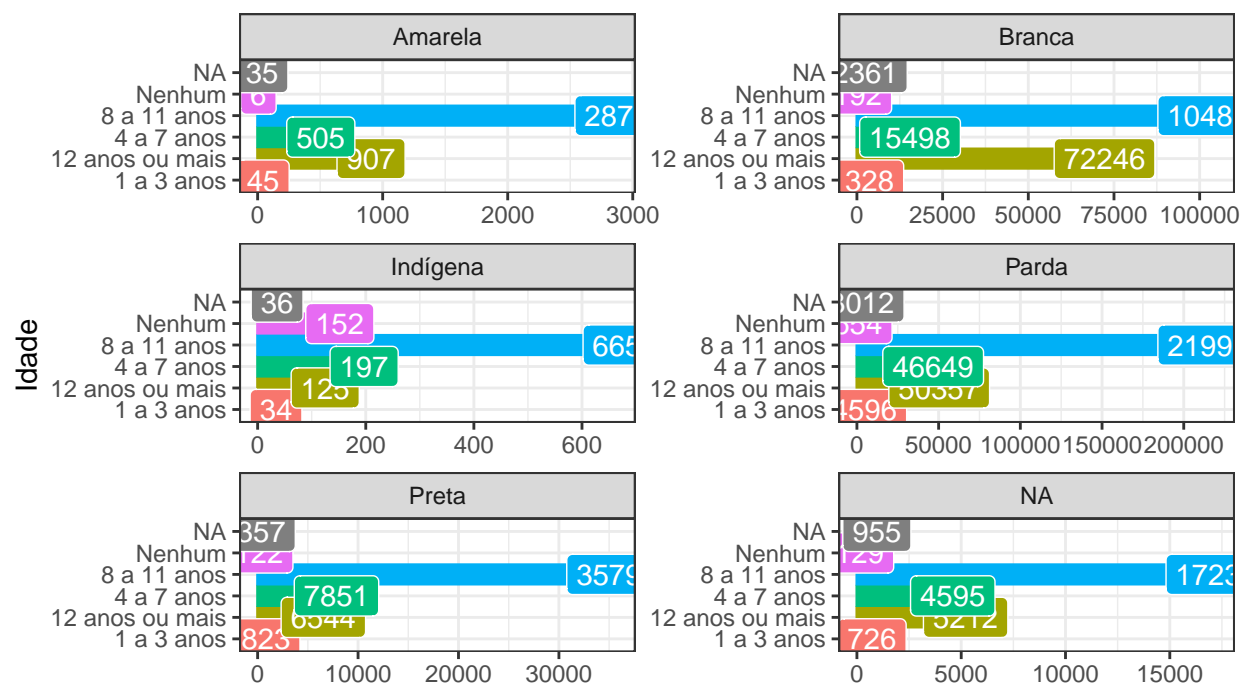 Idade
Amarela
NA 35
Nenhum 6
8 a 11 anos 287
4 a 7 anos 505
12 anos ou mais 907
1 a 3 anos 45
0 1000 2000 3000
Branca
NA 2361
Nenhum 92
8 a 11 anos 1048
4 a 7 anos 15498
12 anos ou mais 72246
1 a 3 anos 328
0 25000 50000 75000 100000
Indígena
NA 36
Nenhum 152
8 a 11 anos 665
4 a 7 anos 197
12 anos ou mais 125
1 a 3 anos 34
0 200 400 600
Parda
NA 3012
Nenhum
8 a 11 anos 2199
4 a 7 anos 46649
12 anos ou mais 50357
1 a 3 anos 4596
0 50000 100000 150000 200000
Preta
NA 357
Nenhum 22
8 a 11 anos 3579
4 a 7 anos 7851
12 anos ou mais 6544
1 a 3 anos 823
0 10000 20000 30000
NA
NA 955
Nenhum 129
8 a 11 anos 1723
4 a 7 anos 4595
12 anos ou mais 5212
1 a 3 anos 726
0 5000 10000 15000